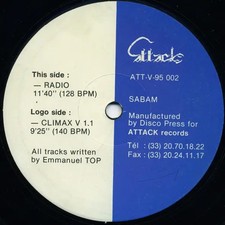 Attack
ATT-V-95 002
This side :
— RADIO
11'40" (128 BPM)
SABAM
Logo side :
— CLIMAX V 1.1
9'25" (140 BPM)
Manufactured
by Disco Press for
ATTACK records
All tracks written
by Emmanuel TOP
Tél : (33) 20.70.18.22
Fax : (33) 20.24.11.17